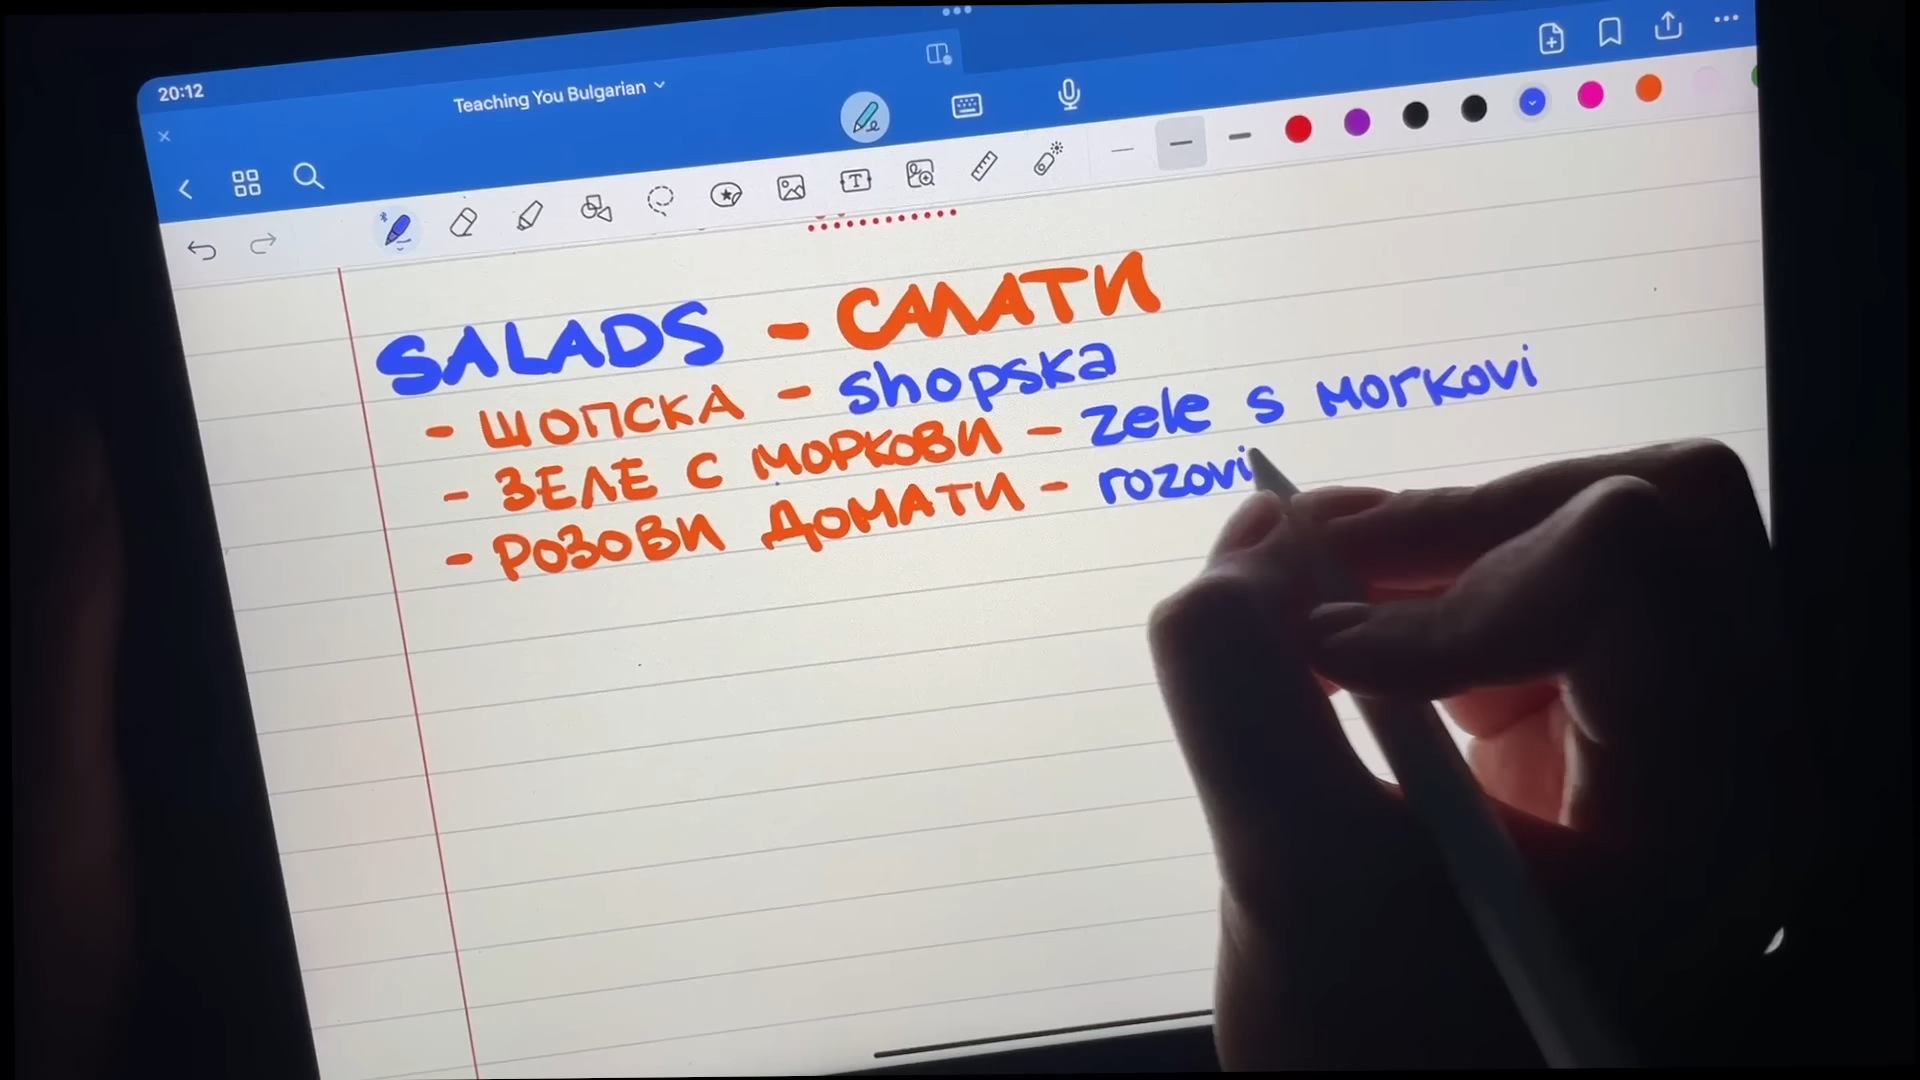 20:12
Teaching You Bulgarian
SALADS - САЛАТИ
- ШОПСКА - shopska
- ЗЕЛЕ С МОРКОВИ - zele s morkovi
- РОЗОВИ ДОМАТИ - rozovi